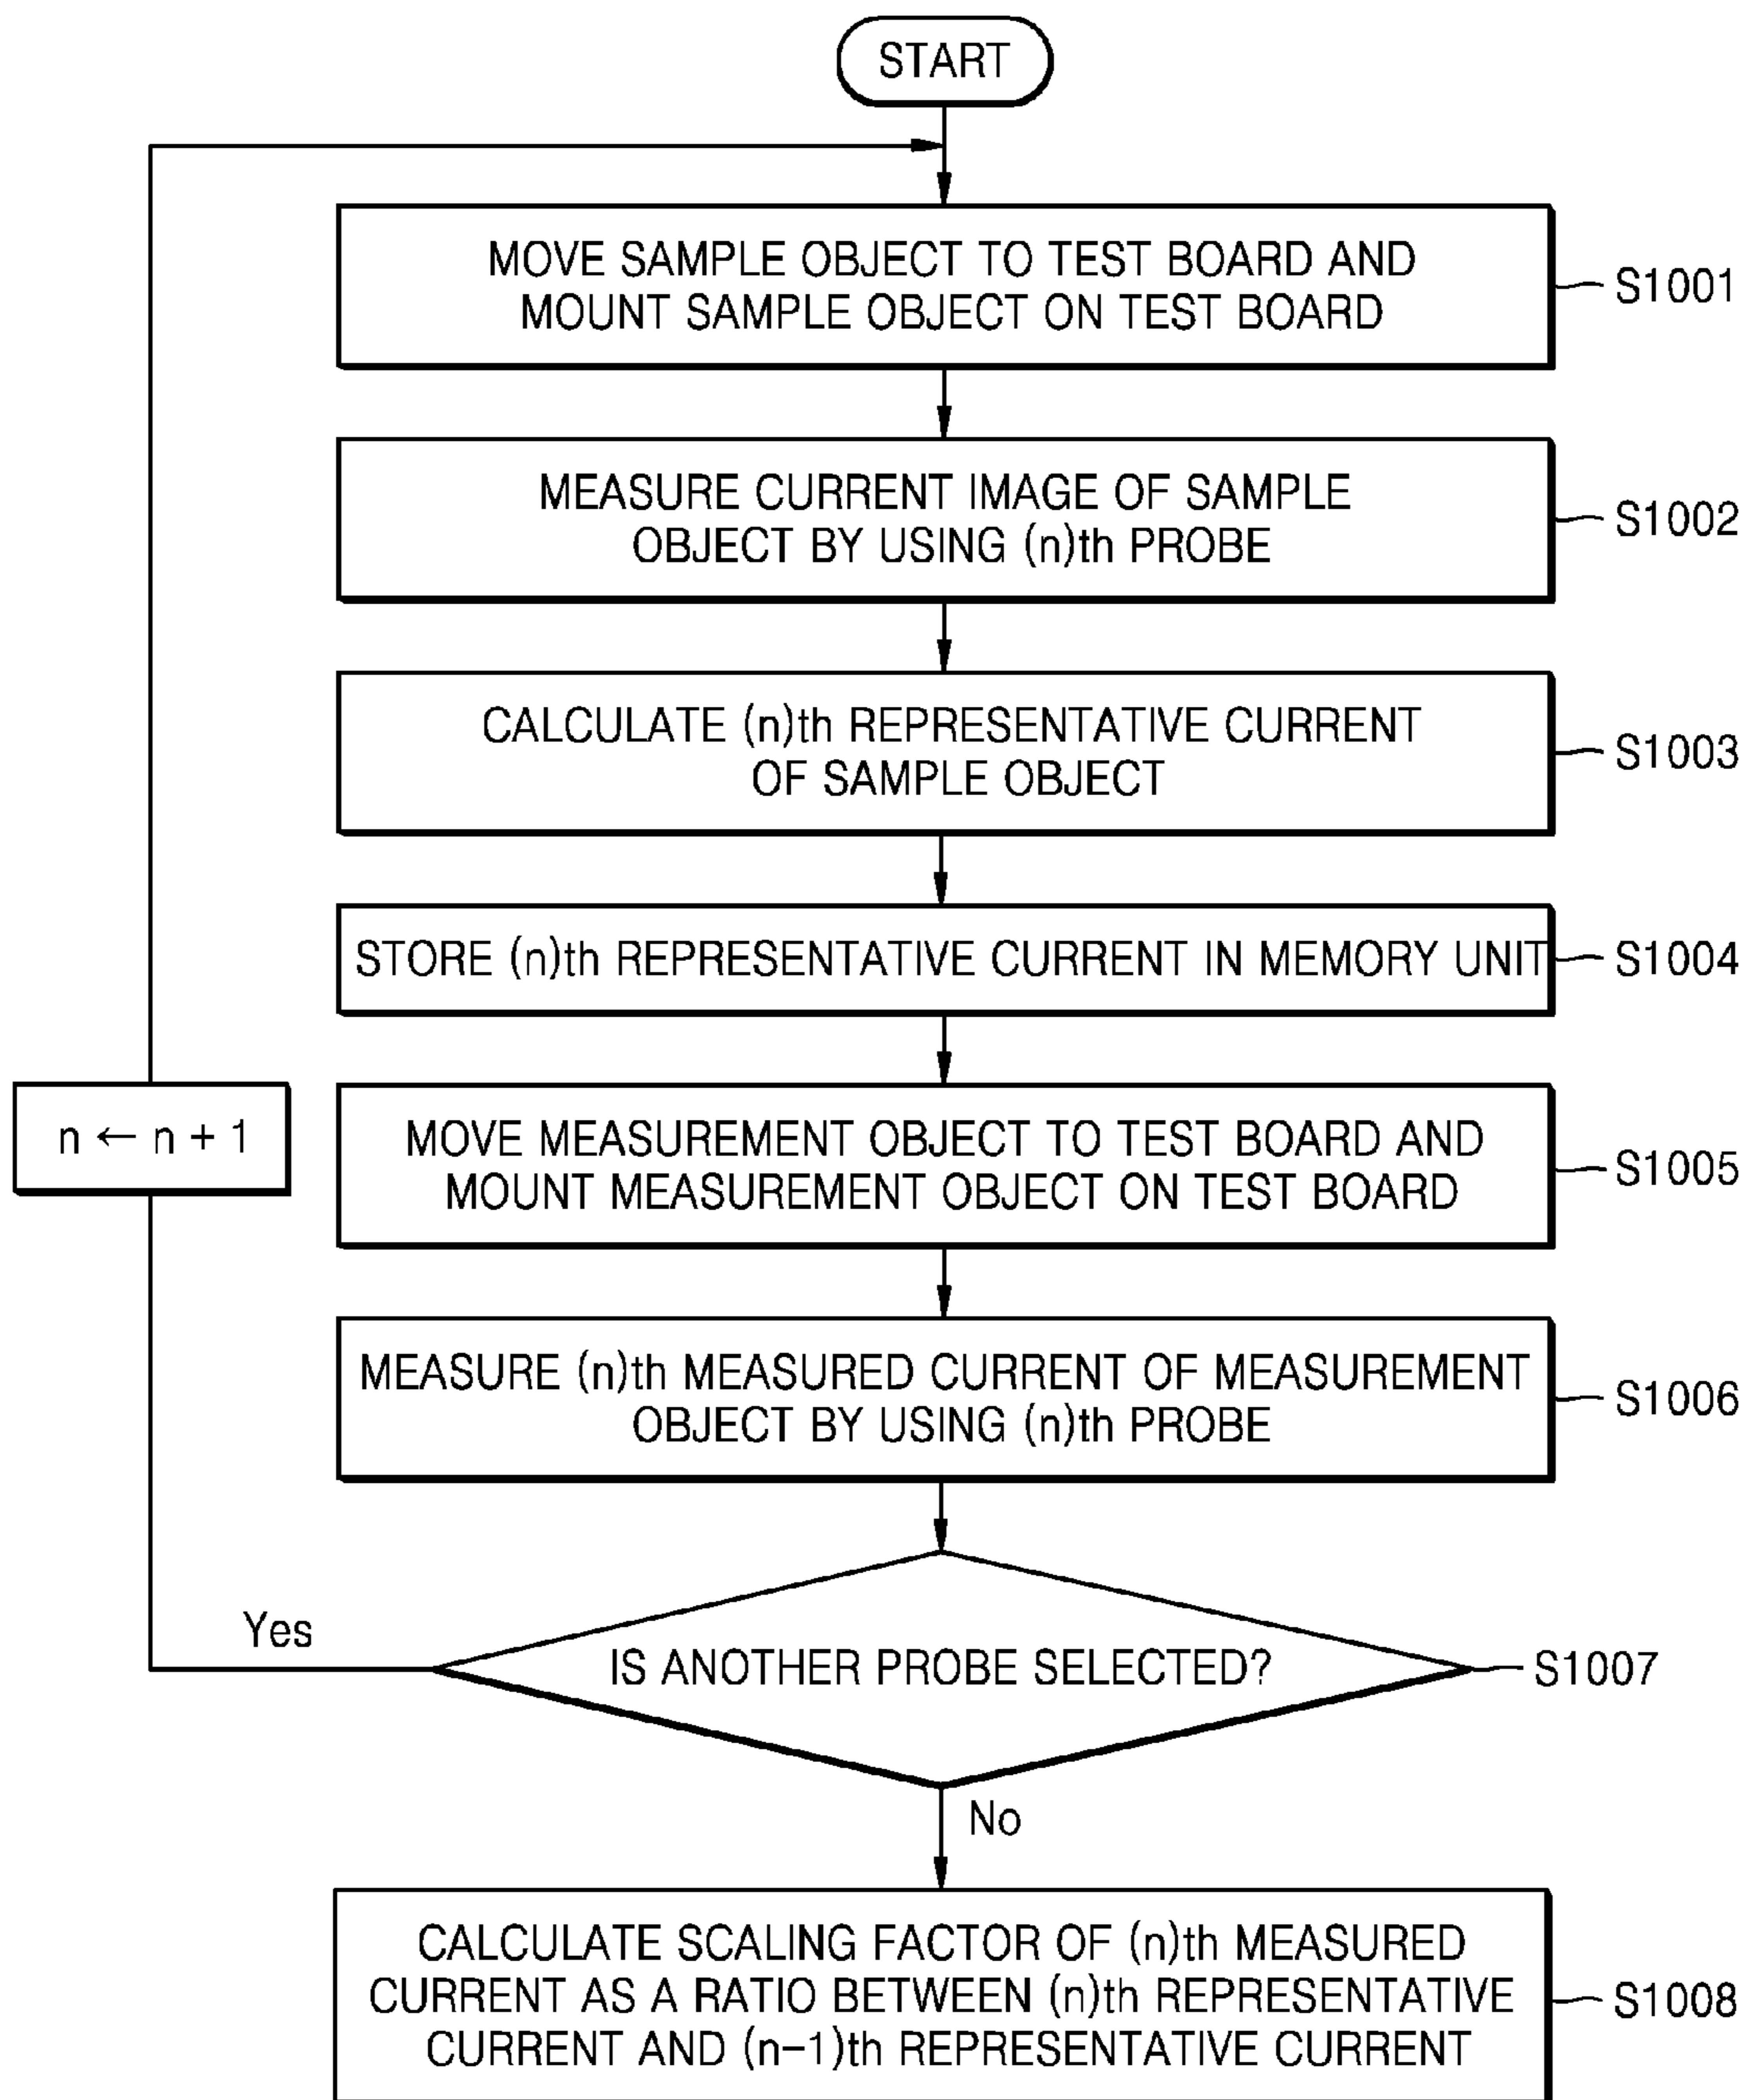 START
MOVE SAMPLE OBJECT TO TEST BOARD AND
MOUNT SAMPLE OBJECT ON TEST BOARD
S1001
MEASURE CURRENT IMAGE OF SAMPLE
OBJECT BY USING (n)th PROBE
S1002
CALCULATE (n)th REPRESENTATIVE CURRENT
OF SAMPLE OBJECT
S1003
STORE (n)th REPRESENTATIVE CURRENT IN MEMORY UNIT
S1004
n ← n + 1
MOVE MEASUREMENT OBJECT TO TEST BOARD AND
MOUNT MEASUREMENT OBJECT ON TEST BOARD
S1005
MEASURE (n)th MEASURED CURRENT OF MEASUREMENT
OBJECT BY USING (n)th PROBE
S1006
Yes
IS ANOTHER PROBE SELECTED?
S1007
No
CALCULATE SCALING FACTOR OF (n)th MEASURED
CURRENT AS A RATIO BETWEEN (n)th REPRESENTATIVE
CURRENT AND (n-1)th REPRESENTATIVE CURRENT
S1008